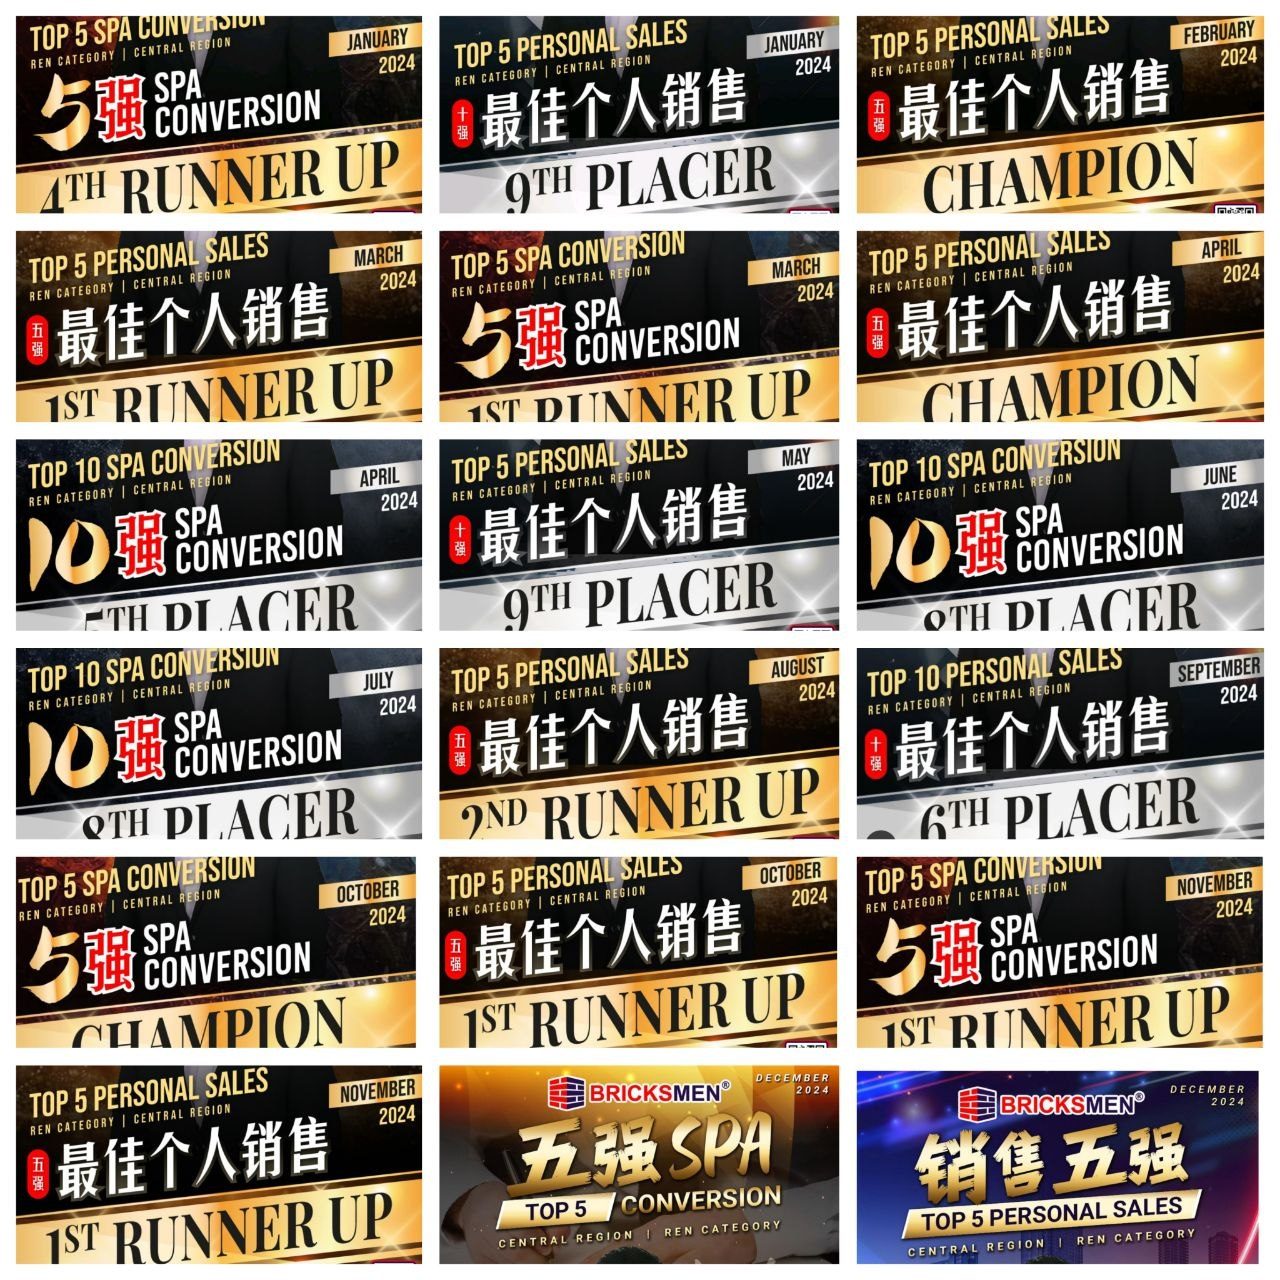 TOP 5 SPA CONVERSION
REN CATEGORY | CENTRAL REGION
JANUARY
2024
5强 SPA
CONVERSION
4TH RUNNER UP
TOP 5 PERSONAL SALES
REN CATEGORY | CENTRAL REGION
JANUARY
2024
十强 最佳个人销售
9TH PLACER
TOP 5 PERSONAL SALES
REN CATEGORY | CENTRAL REGION
FEBRUARY
2024
五强 最佳个人销售
CHAMPION
TOP 5 PERSONAL SALES
REN CATEGORY | CENTRAL REGION
MARCH
2024
五强 最佳个人销售
1ST RUNNER UP
TOP 5 SPA CONVERSION
REN CATEGORY | CENTRAL REGION
MARCH
2024
5强 SPA
CONVERSION
1ST RUNNER UP
TOP 5 PERSONAL SALES
REN CATEGORY | CENTRAL REGION
APRIL
2024
五强 最佳个人销售
CHAMPION
TOP 10 SPA CONVERSION
REN CATEGORY | CENTRAL REGION
APRIL
2024
10强 SPA
CONVERSION
5TH PLACER
TOP 5 PERSONAL SALES
REN CATEGORY | CENTRAL REGION
MAY
2024
十强 最佳个人销售
9TH PLACER
TOP 10 SPA CONVERSION
REN CATEGORY | CENTRAL REGION
JUNE
2024
10强 SPA
CONVERSION
8TH PLACER
TOP 10 SPA CONVERSION
REN CATEGORY | CENTRAL REGION
JULY
2024
10强 SPA
CONVERSION
8TH PLACER
TOP 5 PERSONAL SALES
REN CATEGORY | CENTRAL REGION
AUGUST
2024
五强 最佳个人销售
2ND RUNNER UP
TOP 10 PERSONAL SALES
REN CATEGORY | CENTRAL REGION
SEPTEMBER
2024
十强 最佳个人销售
6TH PLACER
TOP 5 SPA CONVERSION
REN CATEGORY | CENTRAL REGION
OCTOBER
2024
5强 SPA
CONVERSION
CHAMPION
TOP 5 PERSONAL SALES
REN CATEGORY | CENTRAL REGION
OCTOBER
2024
五强 最佳个人销售
1ST RUNNER UP
TOP 5 SPA CONVERSION
REN CATEGORY | CENTRAL REGION
NOVEMBER
2024
5强 SPA
CONVERSION
1ST RUNNER UP
TOP 5 PERSONAL SALES
REN CATEGORY | CENTRAL REGION
NOVEMBER
2024
五强 最佳个人销售
1ST RUNNER UP
BRICKSMEN®
DECEMBER
2024
五强 SPA
TOP 5 CONVERSION
CENTRAL REGION | REN CATEGORY
BRICKSMEN®
DECEMBER
2024
销售五强
TOP 5 PERSONAL SALES
CENTRAL REGION | REN CATEGORY